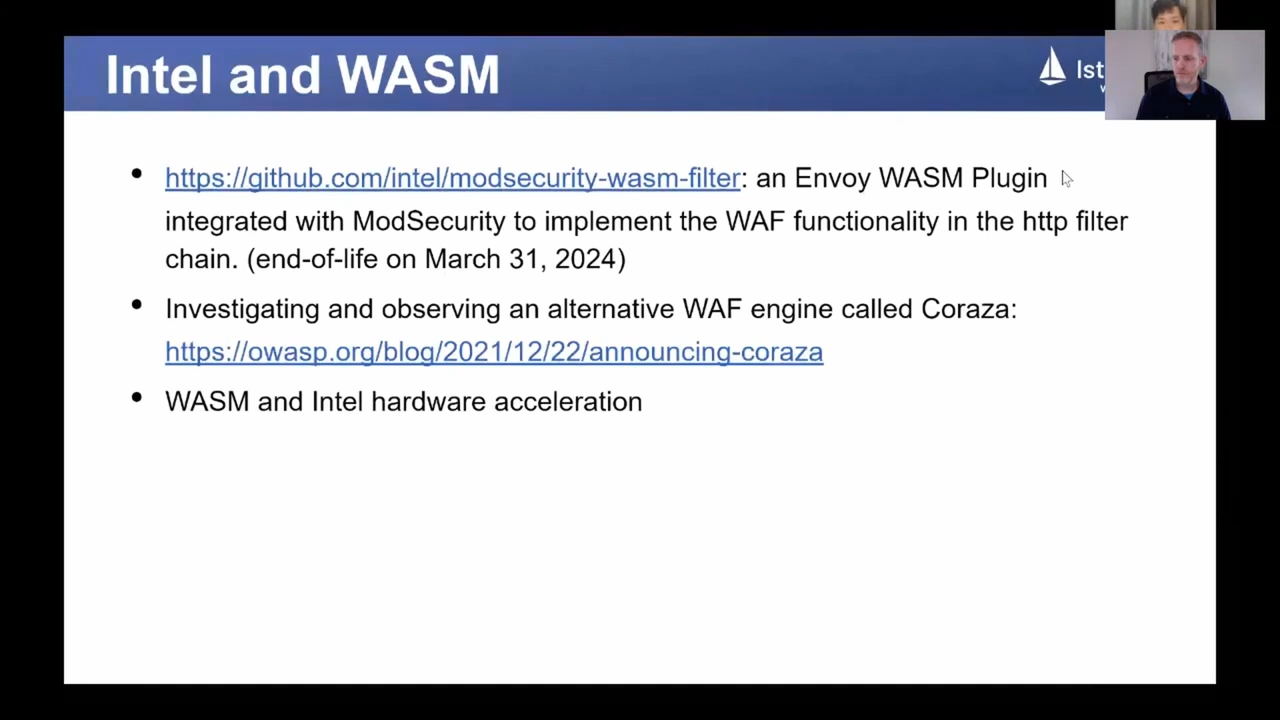 Intel and WASM
https://github.com/intel/modsecurity-wasm-filter: an Envoy WASM Plugin
integrated with ModSecurity to implement the WAF functionality in the http filter
chain. (end-of-life on March 31, 2024)
Investigating and observing an alternative WAF engine called Coraza:
https://owasp.org/blog/2021/12/22/announcing-coraza
WASM and Intel hardware acceleration